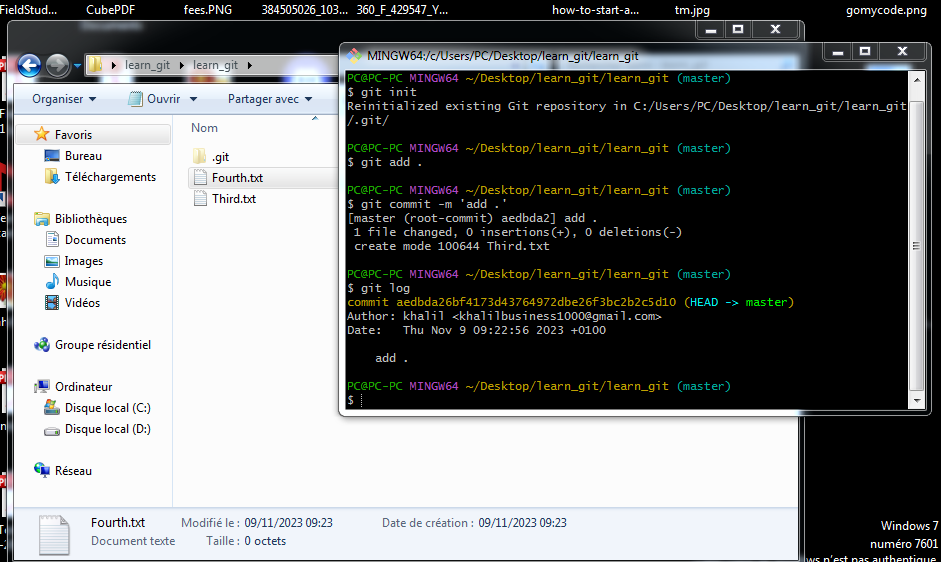 FieldStud...
CubePDF
fees.PNG
384505026_103...
360_F_429547_Y...
how-to-start-a...
tm.jpg
gomycode.png
learn_git
learn_git
Organiser
Ouvrir
Partager avec
Nom
Favoris
Bureau
Téléchargements
Bibliothèques
Documents
Images
Musique
Vidéos
Groupe résidentiel
Ordinateur
Disque local (C:)
Disque local (D:)
Réseau
.git
Fourth.txt
Third.txt
MINGW64:/c/Users/PC/Desktop/learn_git/learn_git
PC@PC-PC MINGW64 ~/Desktop/learn_git/learn_git (master)
$ git init
Reinitialized existing Git repository in C:/Users/PC/Desktop/learn_git/learn_git
/.git/
PC@PC-PC MINGW64 ~/Desktop/learn_git/learn_git (master)
$ git add .
PC@PC-PC MINGW64 ~/Desktop/learn_git/learn_git (master)
$ git commit -m 'add .'
[master (root-commit) aedbda2] add .
1 file changed, 0 insertions(+), 0 deletions(-)
create mode 100644 Third.txt
PC@PC-PC MINGW64 ~/Desktop/learn_git/learn_git (master)
$ git log
commit aedbda26bf4173d43764972dbe26f3bc2b2c5d10 (HEAD -> master)
Author: khalil <khalilbusiness1000@gmail.com>
Date: Thu Nov 9 09:22:56 2023 +0100
add .
PC@PC-PC MINGW64 ~/Desktop/learn_git/learn_git (master)
$
Fourth.txt Modifié le : 09/11/2023 09:23 Date de création : 09/11/2023 09:23
Document texte Taille : 0 octets
Windows 7
numéro 7601
n'est pas authentique